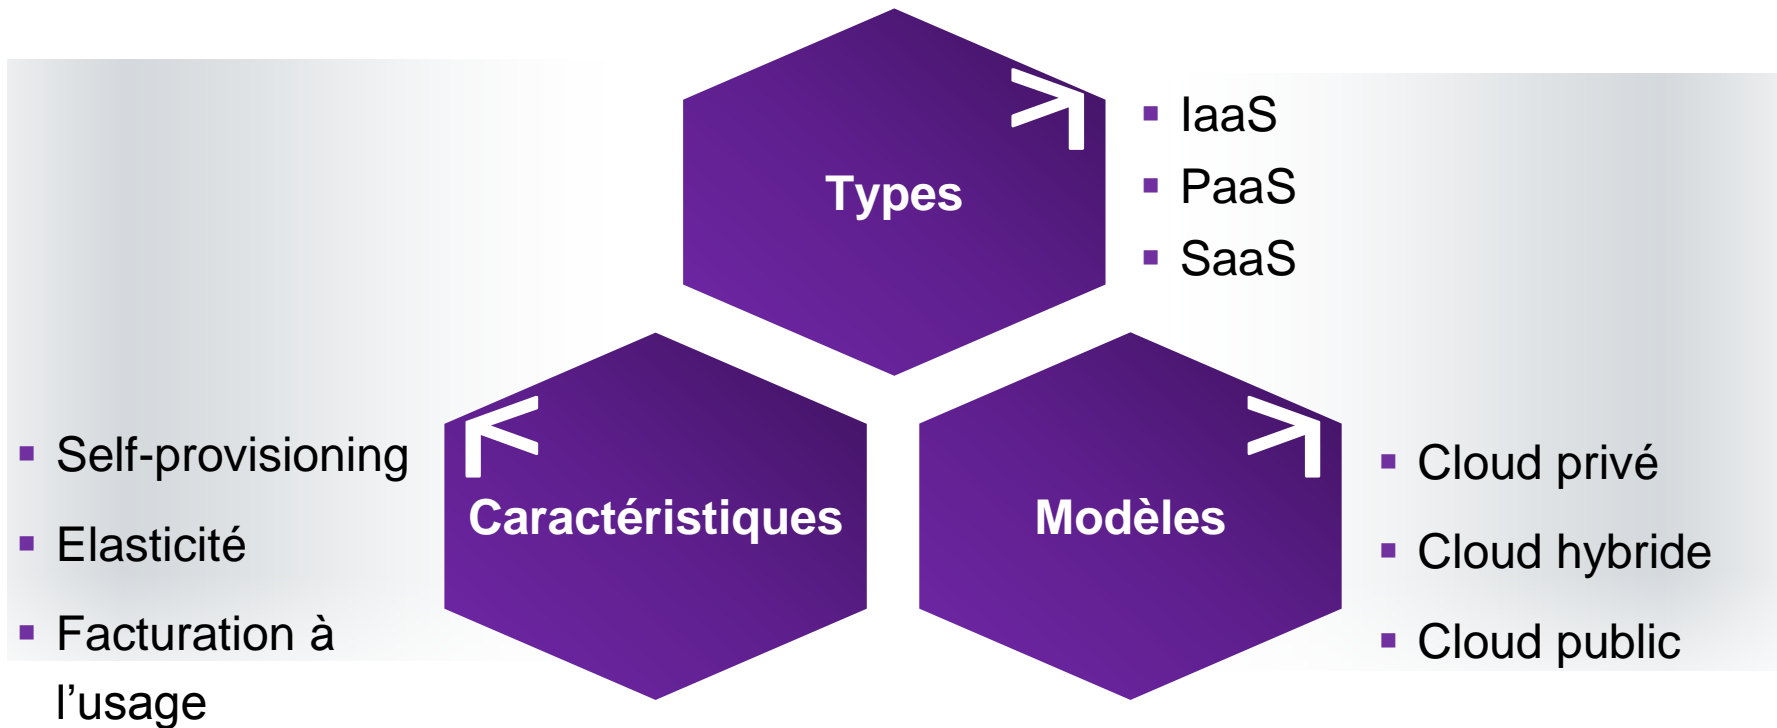 Types
IaaS
PaaS
SaaS
Caractéristiques
Self-provisioning
Elasticité
Facturation à
l’usage
Modèles
Cloud privé
Cloud hybride
Cloud public